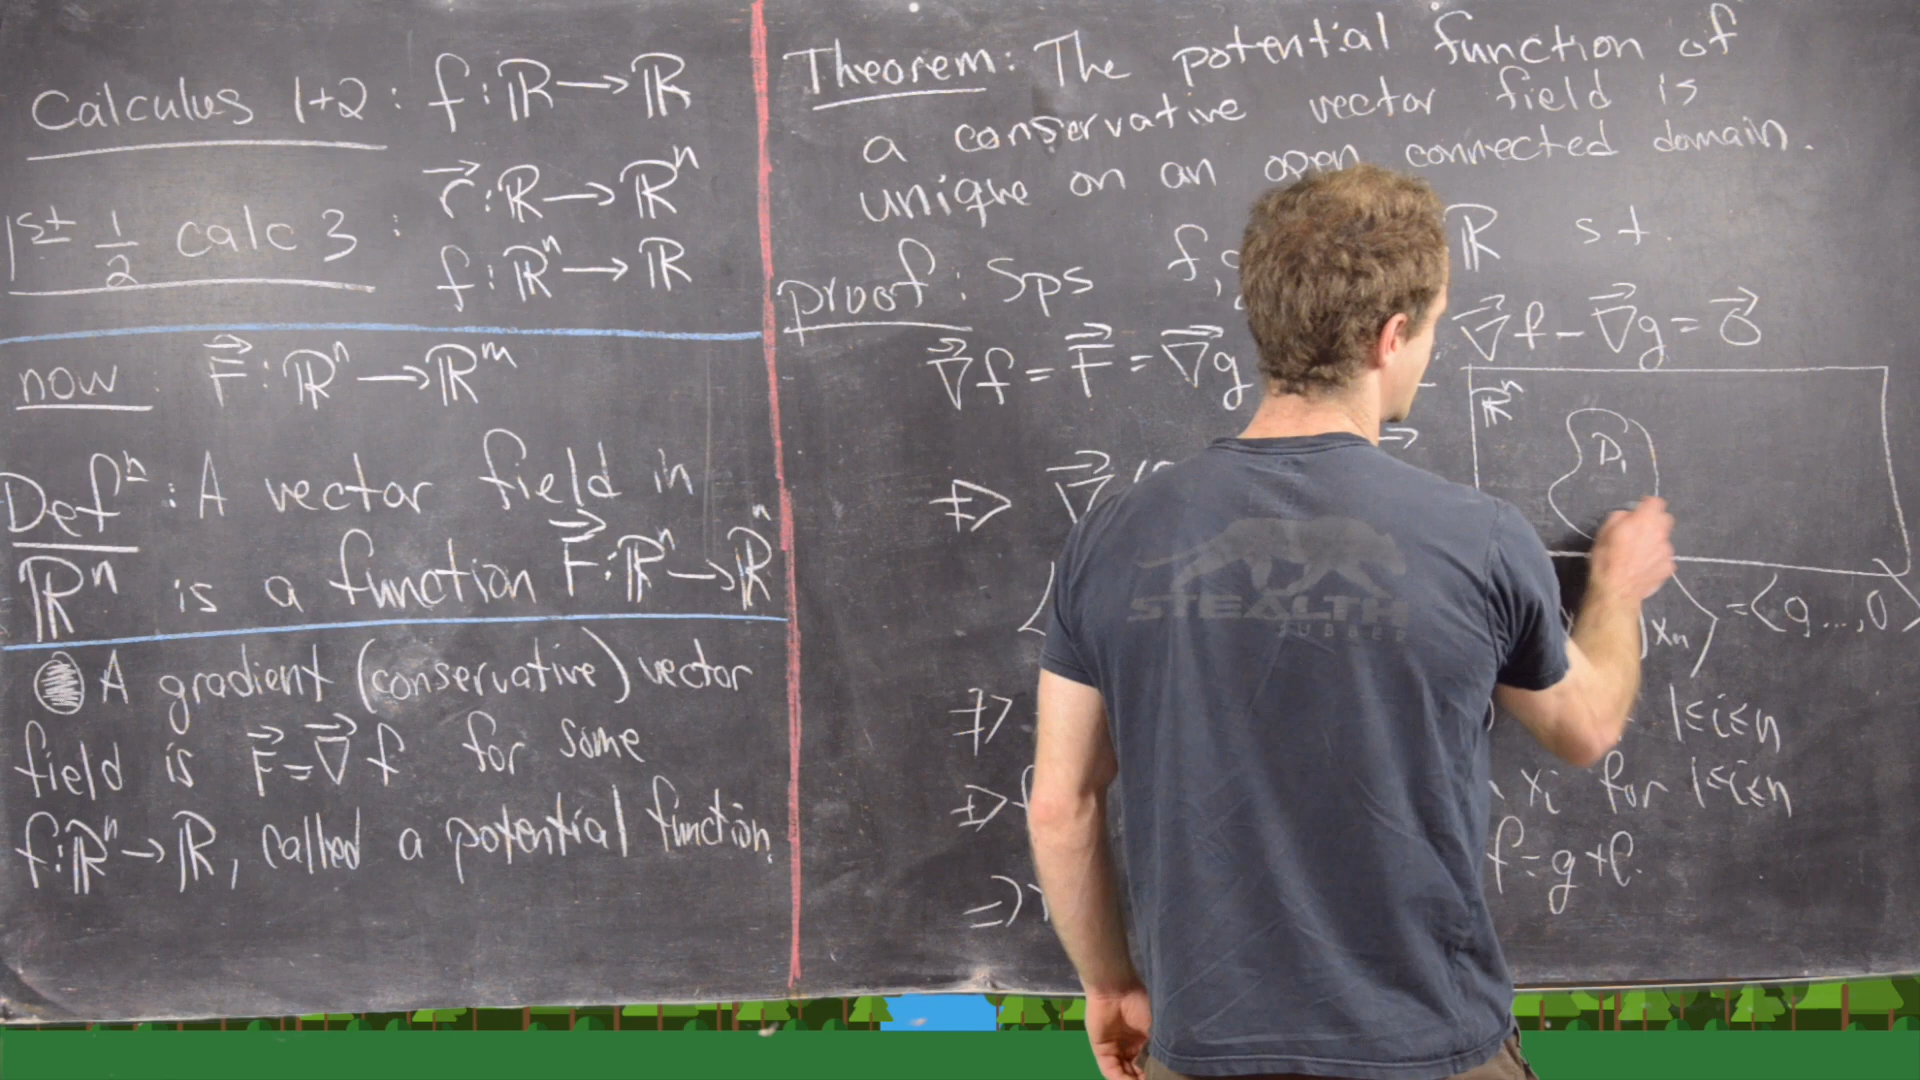 Calculus 1+2 : f : ℝ → ℝ
1st 1/2 calc 3 : r⃗ : ℝ → ℝⁿ
f : ℝⁿ → ℝ
now F⃗ : ℝⁿ → ℝᵐ
Defⁿ : A vector field in
ℝⁿ is a function F⃗ : ℝⁿ → ℝⁿ
A gradient (conservative) vector
field is F⃗ = ∇⃗f for some
f : ℝⁿ → ℝ, called a potential function.
Theorem : The potential function of
a conservative vector field is
unique on an open connected domain.
proof : Sps f, ℝ st.
∇⃗f = F⃗ = ∇⃗g ∇⃗f - ∇⃗g = 0⃗
ℝⁿ
D₁
⇒ ∇⃗
⟨ xₙ ⟩ = ⟨0, ..., 0⟩
⇒ 1≤i≤n
⇒ xᵢ for 1≤i≤n
⇒ f = g + C.
STEALTH